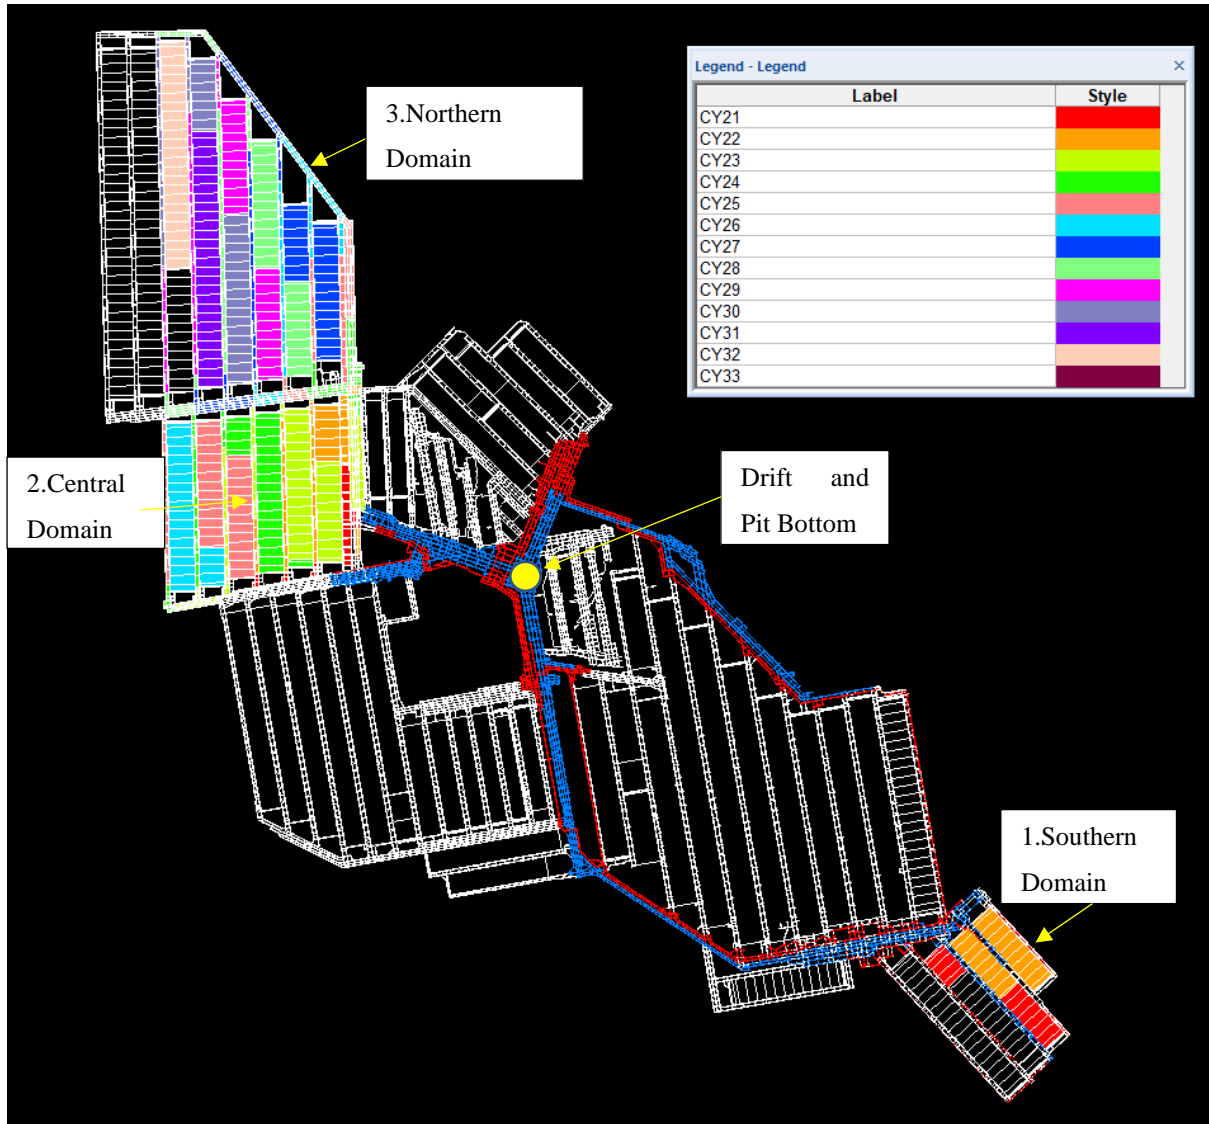 3.Northern
Domain
Legend - Legend
Label Style
CY21
CY22
CY23
CY24
CY25
CY26
CY27
CY28
CY29
CY30
CY31
CY32
CY33
2.Central
Domain
Drift and
Pit Bottom
1.Southern
Domain